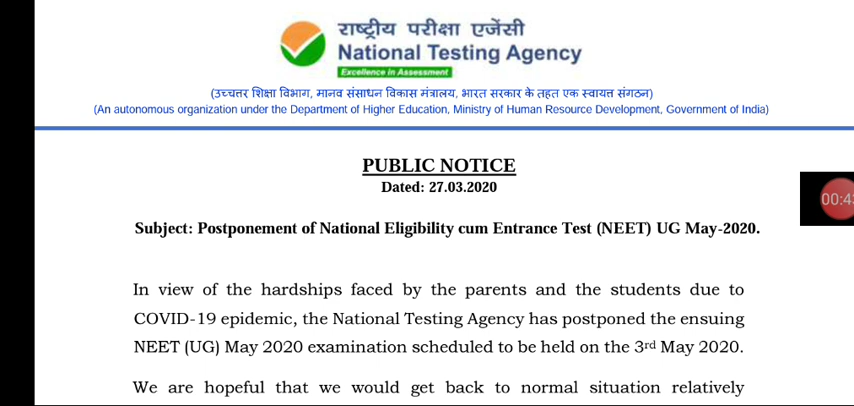 राष्ट्रीय परीक्षा एजेंसी
National Testing Agency
Excellence in Assessment
(उच्चतर शिक्षा विभाग, मानव संसाधन विकास मंत्रालय, भारत सरकार के तहत एक स्वायत्त संगठन)
(An autonomous organization under the Department of Higher Education, Ministry of Human Resource Development, Government of India)
PUBLIC NOTICE
Dated: 27.03.2020
Subject: Postponement of National Eligibility cum Entrance Test (NEET) UG May-2020.
In view of the hardships faced by the parents and the students due to
COVID-19 epidemic, the National Testing Agency has postponed the ensuing
NEET (UG) May 2020 examination scheduled to be held on the 3rd May 2020.
We are hopeful that we would get back to normal situation relatively